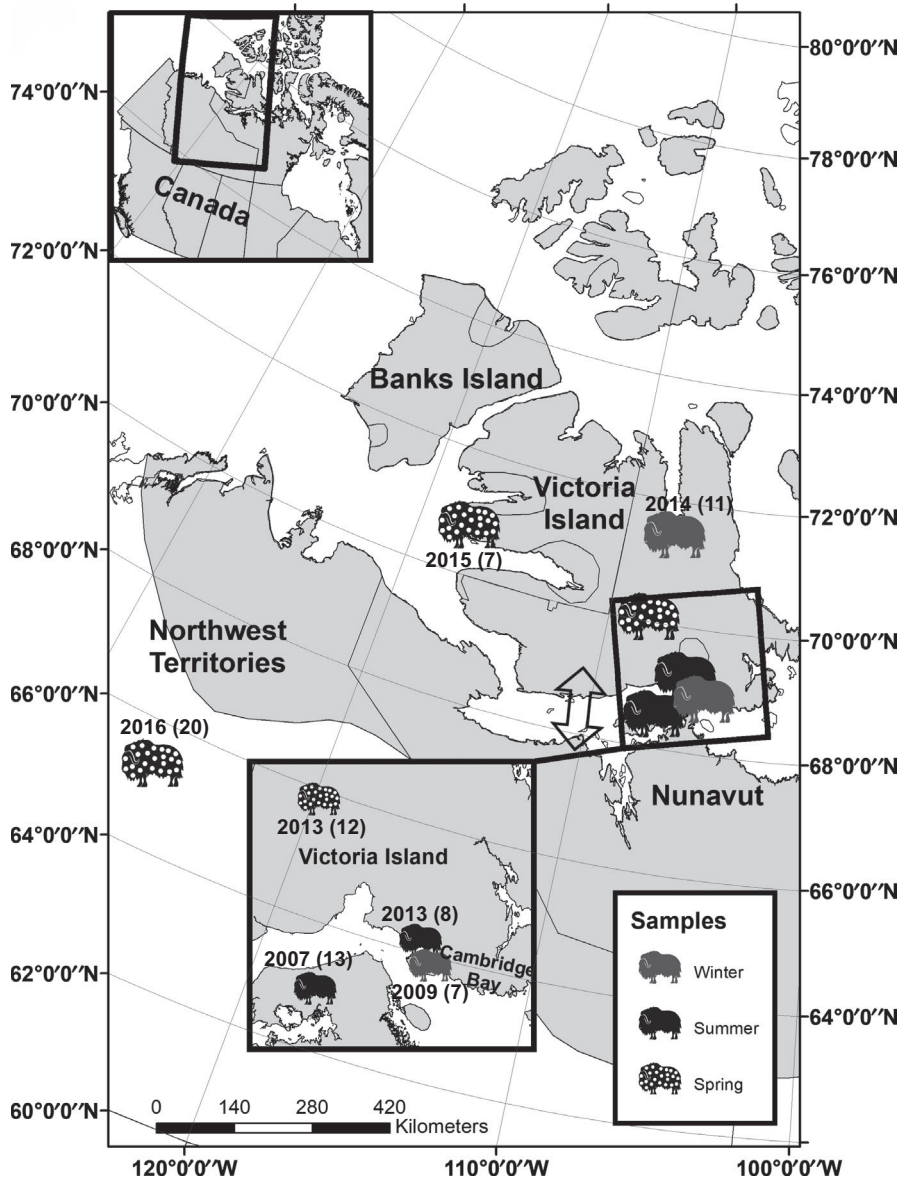 80°0′0″N
74°0′0″N
78°0′0″N
Canada
72°0′0″N
76°0′0″N
Banks Island
74°0′0″N
70°0′0″N
Victoria
Island
2014 (11)
72°0′0″N
2015 (7)
68°0′0″N
Northwest
Territories
70°0′0″N
66°0′0″N
2016 (20)
68°0′0″N
Nunavut
64°0′0″N
2013 (12)
Victoria Island
66°0′0″N
2013 (8)
Cambridge
Bay
2007 (13)
2009 (7)
62°0′0″N
Samples
Winter
Summer
Spring
64°0′0″N
60°0′0″N
0 140 280 420
Kilometers
120°0′0″W 110°0′0″W 100°0′0″W